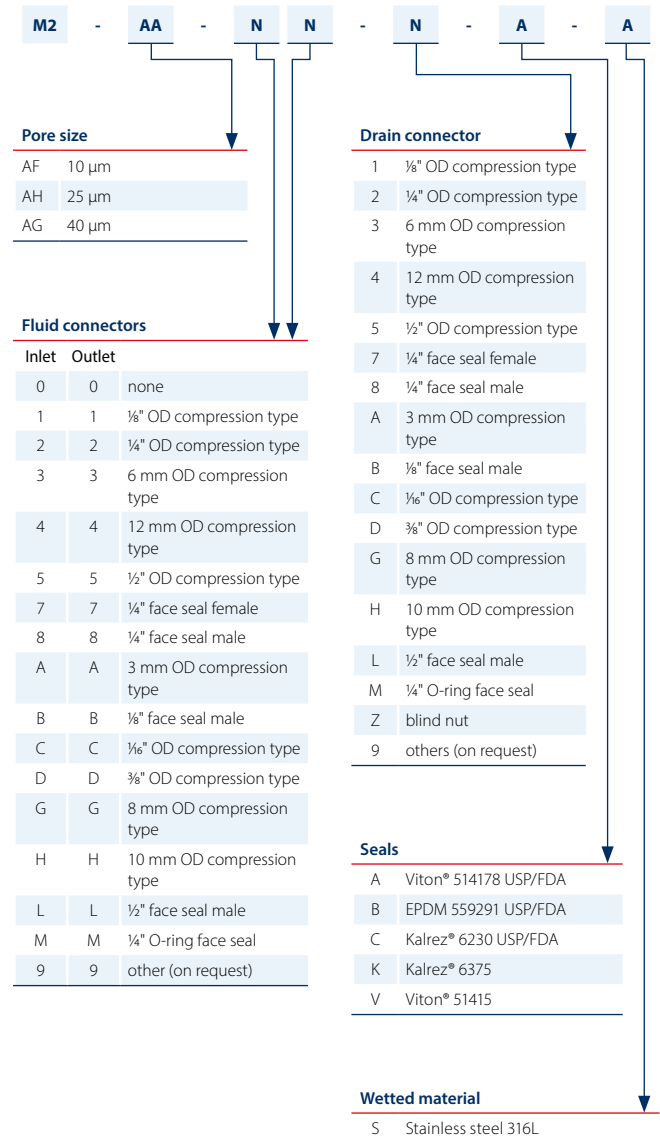 M2 - AA - N N - N - A - A
Pore size
AF 10 µm
AH 25 µm
AG 40 µm
Fluid connectors
Inlet Outlet
0 0 none
1 1 ⅛" OD compression type
2 2 ¼" OD compression type
3 3 6 mm OD compression
type
4 4 12 mm OD compression
type
5 5 ½" OD compression type
7 7 ¼" face seal female
8 8 ¼" face seal male
A A 3 mm OD compression
type
B B ⅛" face seal male
C C ¹⁄₁₆" OD compression type
D D ⅜" OD compression type
G G 8 mm OD compression
type
H H 10 mm OD compression
type
L L ½" face seal male
M M ¼" O-ring face seal
9 9 other (on request)
Drain connector
1 ⅛" OD compression type
2 ¼" OD compression type
3 6 mm OD compression
type
4 12 mm OD compression
type
5 ½" OD compression type
7 ¼" face seal female
8 ¼" face seal male
A 3 mm OD compression
type
B ⅛" face seal male
C ¹⁄₁₆" OD compression type
D ⅜" OD compression type
G 8 mm OD compression
type
H 10 mm OD compression
type
L ½" face seal male
M ¼" O-ring face seal
Z blind nut
9 others (on request)
Seals
A Viton® 514178 USP/FDA
B EPDM 559291 USP/FDA
C Kalrez® 6230 USP/FDA
K Kalrez® 6375
V Viton® 51415
Wetted material
S Stainless steel 316L